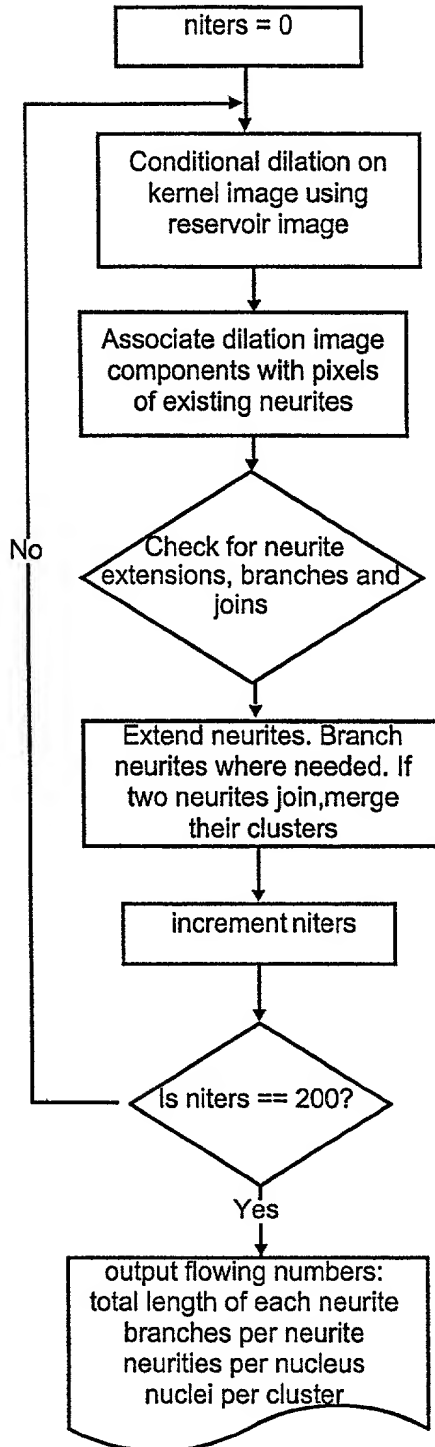 niters = 0
Conditional dilation on
kernel image using
reservoir image
Associate dilation image
components with pixels
of existing neurites
Check for neurite
extensions, branches and
joins
No
Extend neurites. Branch
neurites where needed. If
two neurites join,merge
their clusters
increment niters
Is niters == 200?
Yes
output flowing numbers:
total length of each neurite
branches per neurite
neurities per nucleus
nuclei per cluster